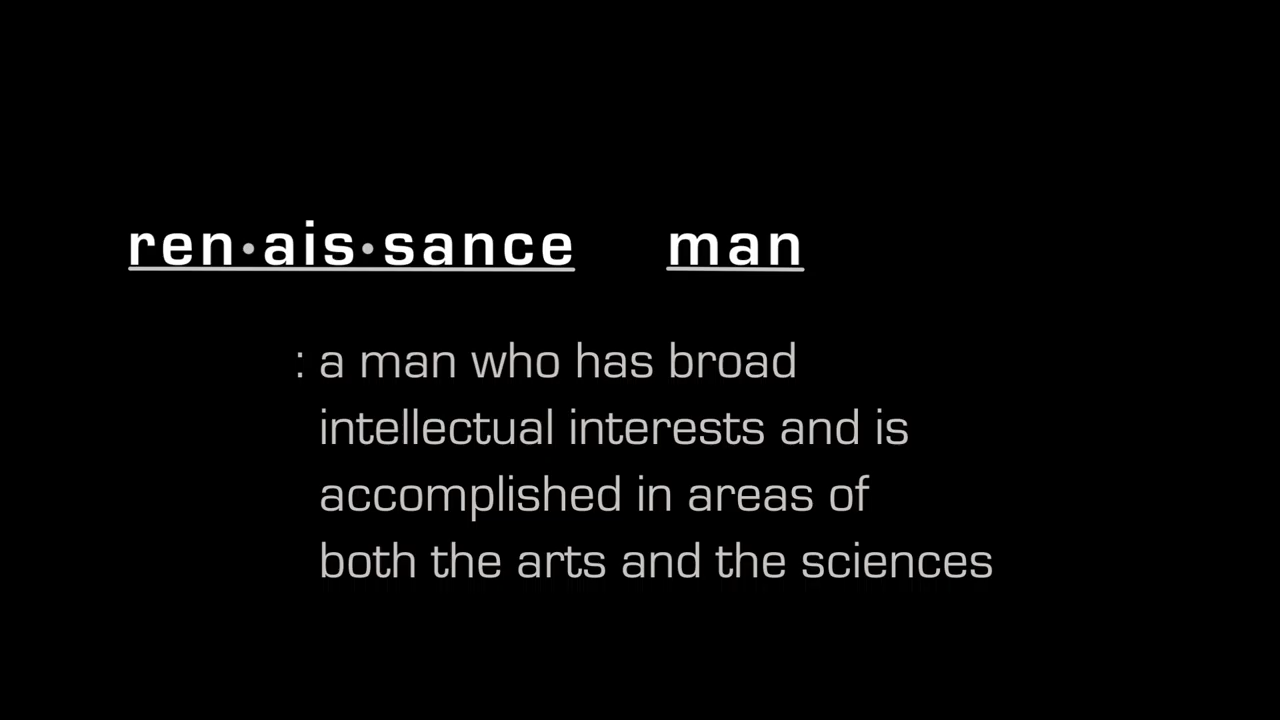 ren·ais·sance man
: a man who has broad
intellectual interests and is
accomplished in areas of
both the arts and the sciences